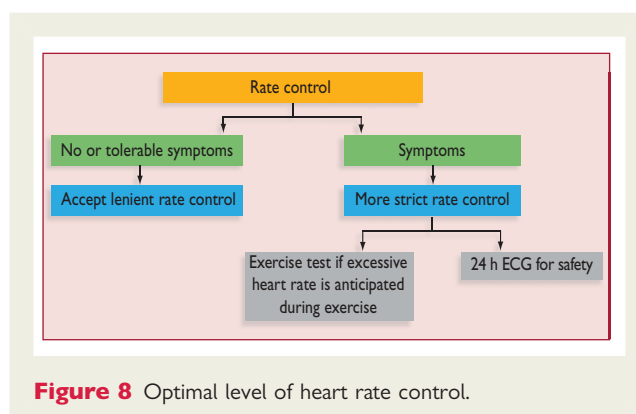 Rate control
No or tolerable symptoms
Symptoms
Accept lenient rate control
More strict rate control
Exercise test if excessive
heart rate is anticipated
during exercise
24 h ECG for safety
Figure 8 Optimal level of heart rate control.